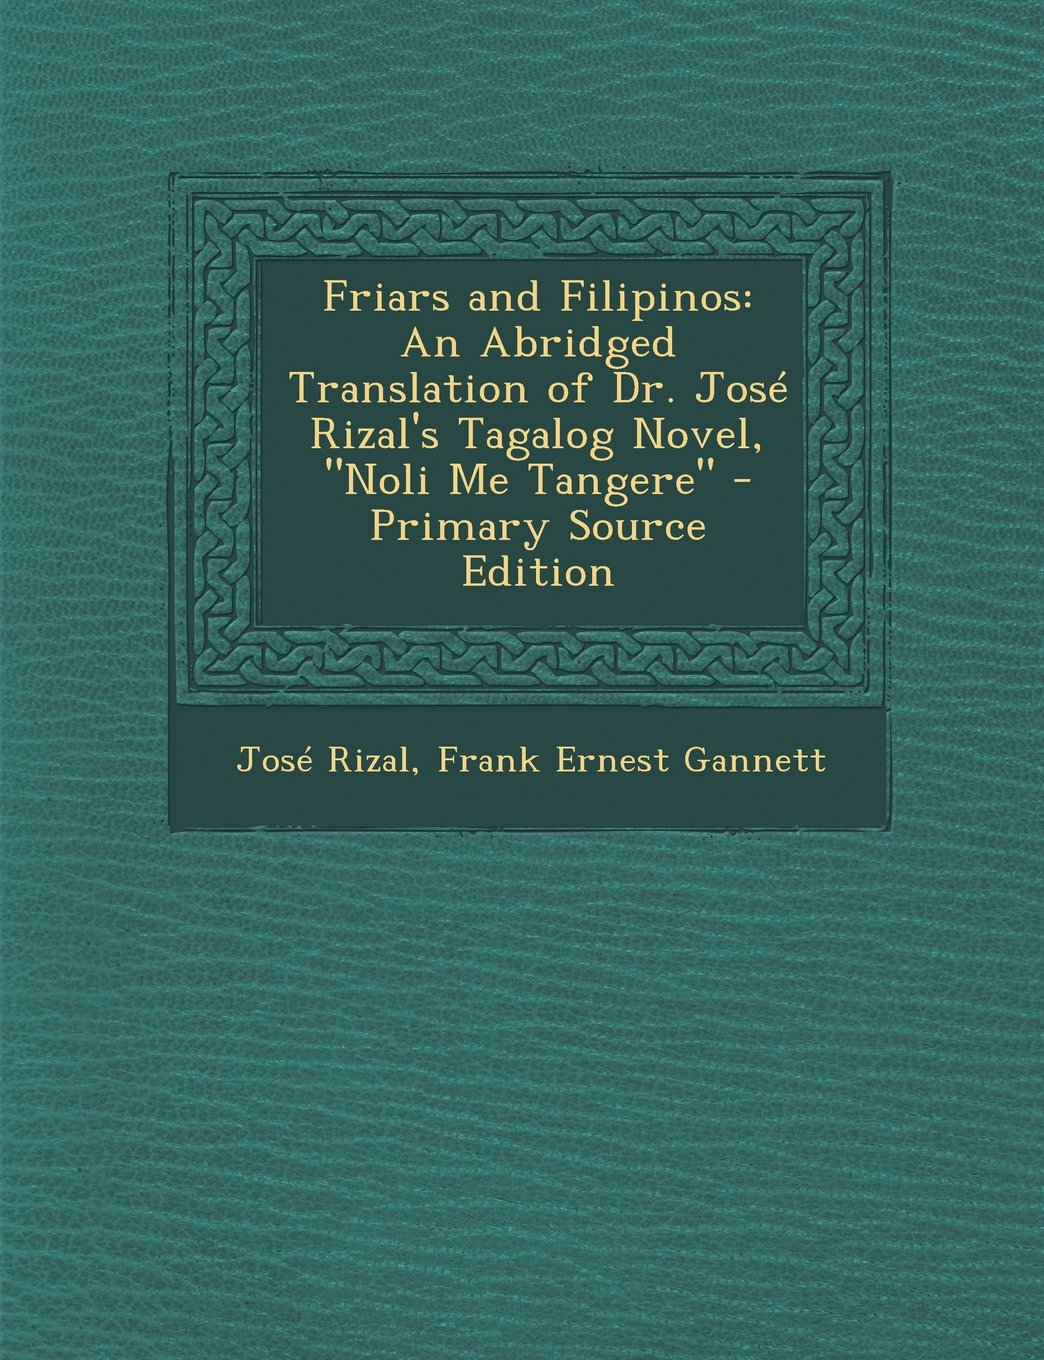 Friars and Filipinos:
An Abridged
Translation of Dr. José
Rizal's Tagalog Novel,
"Noli Me Tangere" -
Primary Source
Edition
José Rizal, Frank Ernest Gannett